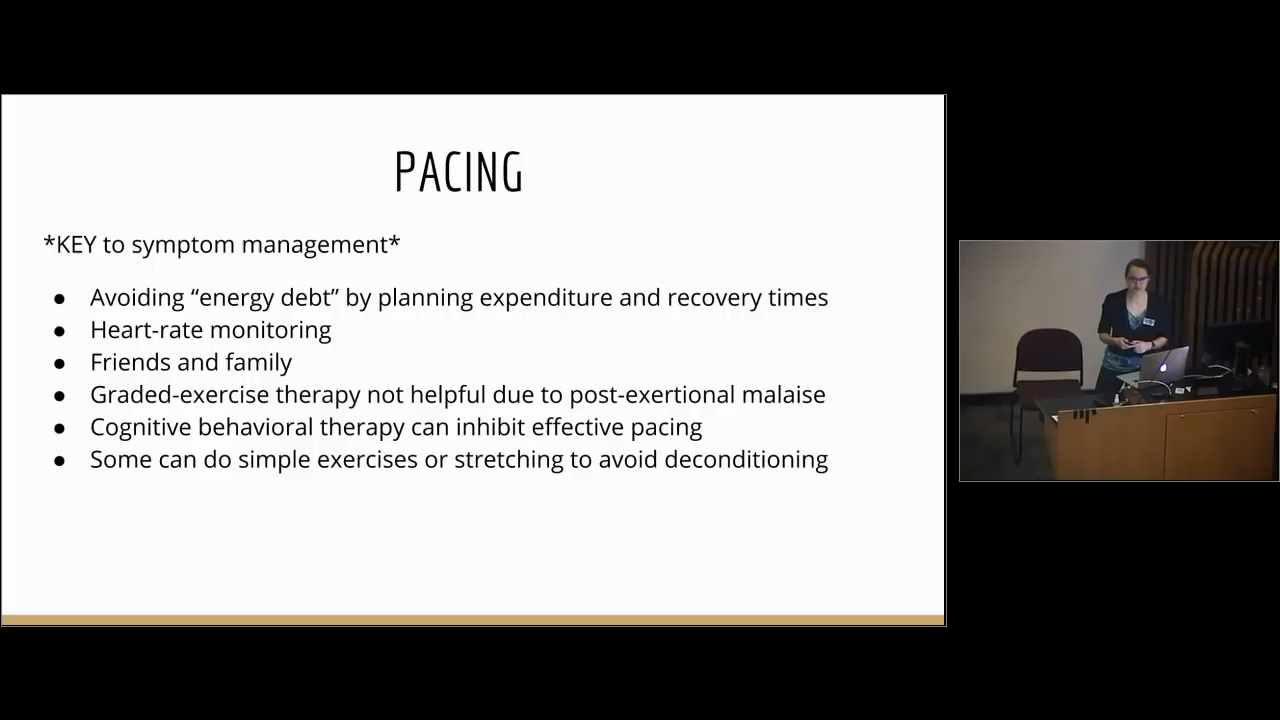 PACING
*KEY to symptom management*
● Avoiding “energy debt” by planning expenditure and recovery times
● Heart-rate monitoring
● Friends and family
● Graded-exercise therapy not helpful due to post-exertional malaise
● Cognitive behavioral therapy can inhibit effective pacing
● Some can do simple exercises or stretching to avoid deconditioning